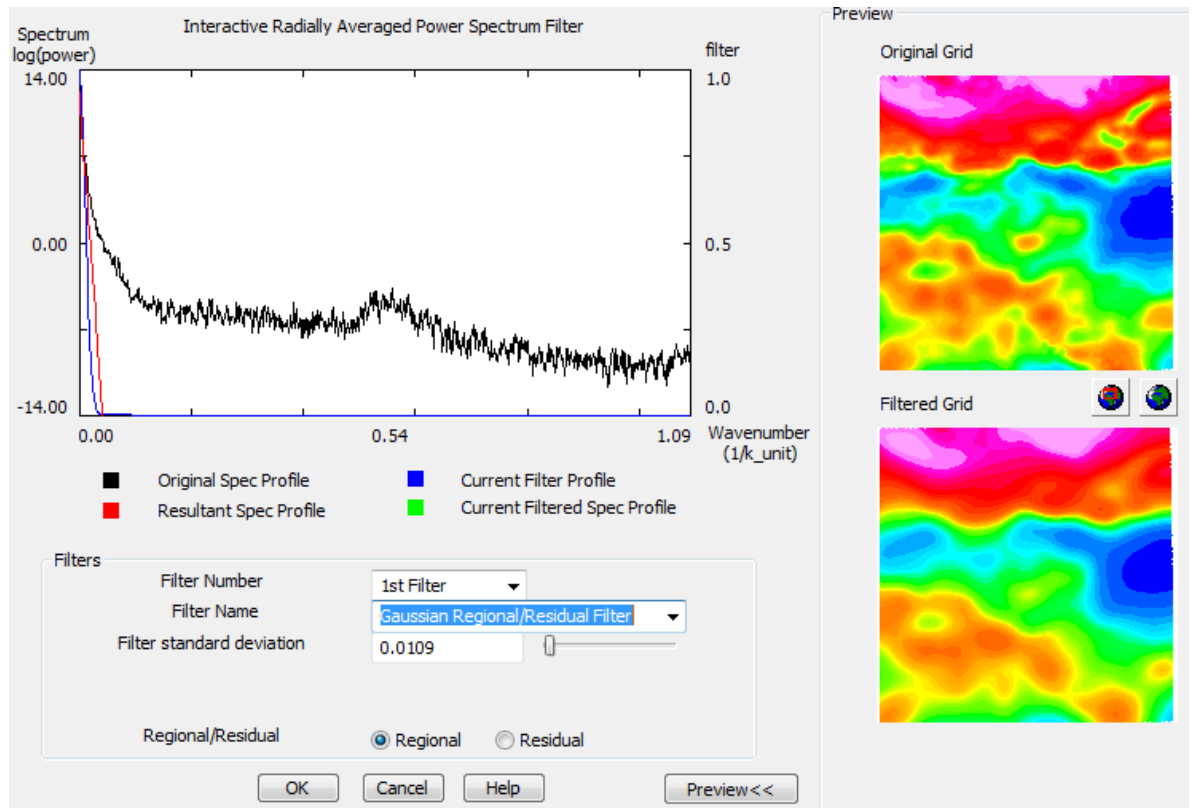 Interactive Radially Averaged Power Spectrum Filter
Spectrum
log(power)
filter
14.00
0.00
-14.00
1.0
0.5
0.0
0.00
0.54
1.09
Wavenumber
(1/k_unit)
Original Spec Profile
Current Filter Profile
Resultant Spec Profile
Current Filtered Spec Profile
Filters
Filter Number
1st Filter
Filter Name
Gaussian Regional/Residual Filter
Filter standard deviation
0.0109
Regional/Residual
Regional
Residual
OK
Cancel
Help
Preview<<
Preview
Original Grid
Filtered Grid